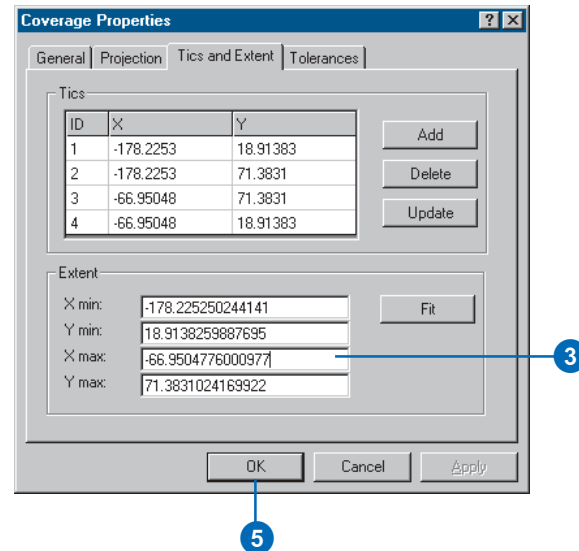 Coverage Properties
General Projection Tics and Extent Tolerances
Tics
ID X Y
1 -178.2253 18.91383
2 -178.2253 71.3831
3 -66.95048 71.3831
4 -66.95048 18.91383
Add
Delete
Update
Extent
X min: -178.225250244141
Y min: 18.9138259887695
X max: -66.9504776000977
Y max: 71.3831024169922
Fit
3
OK Cancel Apply
5